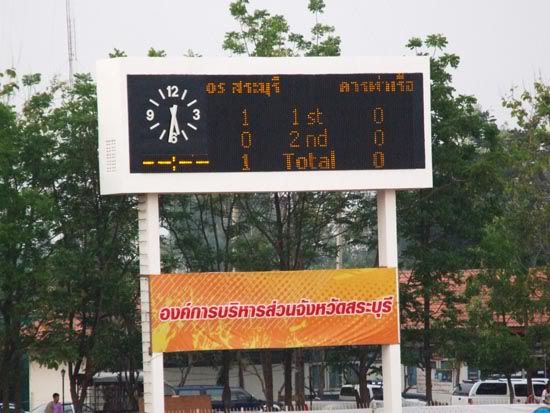 12
9 3
6
อร สระบุรี การท่าเรือ
1 1st 0
0 2nd 0
--:-- 1 Total 0
องค์การบริหารส่วนจังหวัดสระบุรี